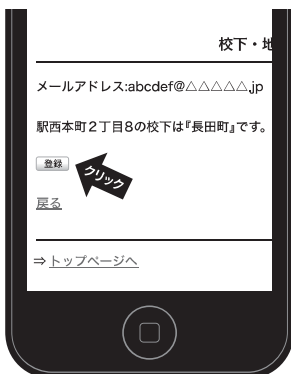 校下・地
メールアドレス:abcdef@△△△△△.jp
駅西本町2丁目8の校下は『長田町』です。
登録
クリック
戻る
⇒トップページへ